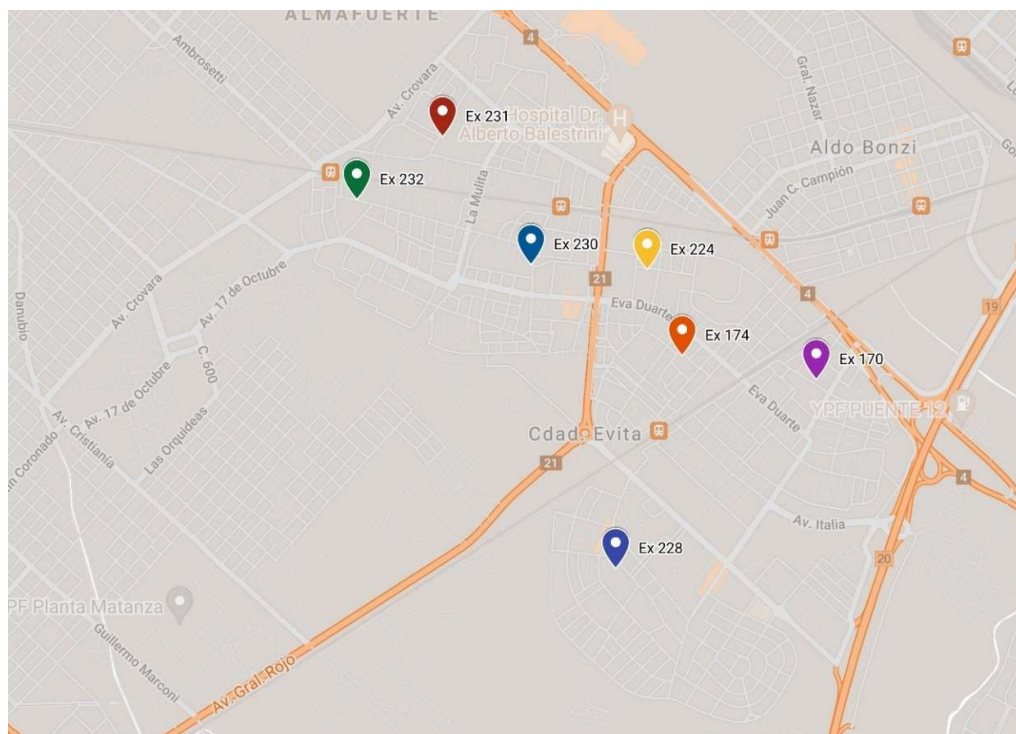 ALMAFUERTE
Ambrosetti
Av. Crovara
4
Gral. Nazar
Ex 231
Hospital Dr.
Alberto Balestrini
H
Aldo Bonzi
Juan C. Campión
Ex 232
La Mulita
Ex 230
Ex 224
21
4
19
Av. 17 de Octubre
Eva Duarte
Av. Crovara
Danubio
Ex 174
Ex 170
C. 600
Av. 17 de Octubre
Eva Duarte
YPF PUENTE 12
Av. Cristianía
Las Orquideas
Coronado
Cdad. Evita
21
4
Av. Italia
Ex 228
20
PF Planta Matanza
Guillermo Marconi
Av. Gral. Rojo